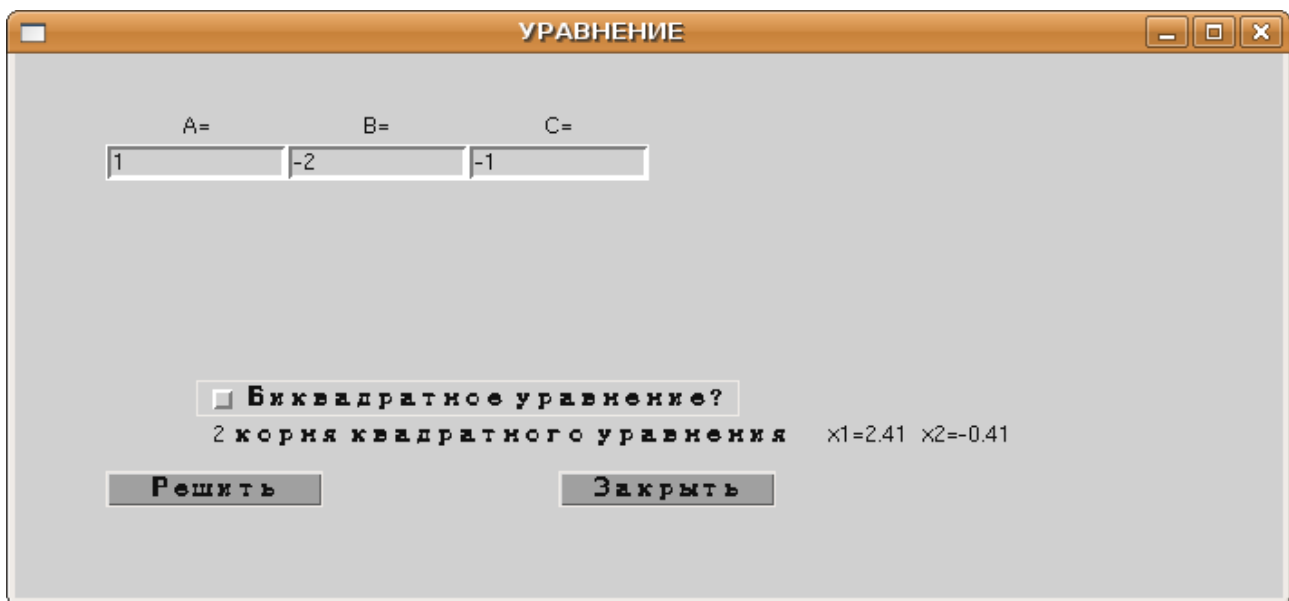 УРАВНЕНИЕ
A= B= C=
1 -2 -1
Биквадратное уравнение?
2 корня квадратного уравнения x1=2.41 x2=-0.41
Решить Закрыть